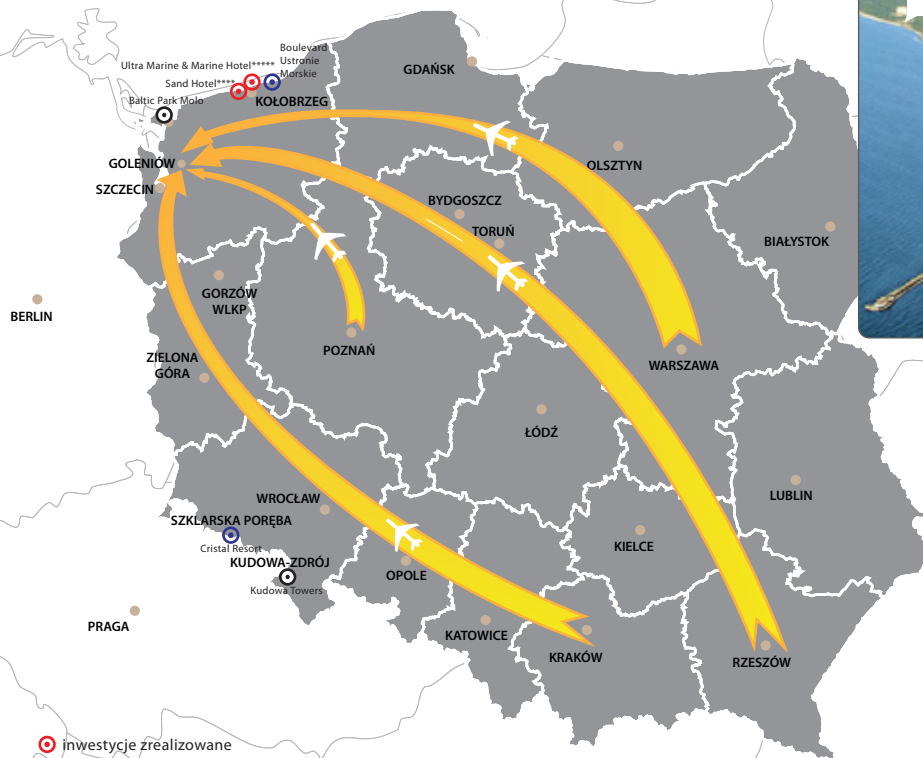 Boulevard
Ustronie
Morskie
Ultra Marine & Marine Hotel*****
Sand Hotel****
Baltic Park Molo
KOŁOBRZEG
GDAŃSK
GOLENIÓW
SZCZECIN
OLSZTYN
BYDGOSZCZ
TORUŃ
BIAŁYSTOK
BERLIN
GORZÓW
WLKP
POZNAŃ
ZIELONA
GÓRA
WARSZAWA
ŁÓDŹ
LUBLIN
WROCŁAW
SZKLARSKA PORĘBA
Cristal Resort
KUDOWA-ZDRÓJ
Kudowa Towers
KIELCE
OPOLE
PRAGA
KATOWICE
KRAKÓW
RZESZÓW
inwestycje zrealizowane